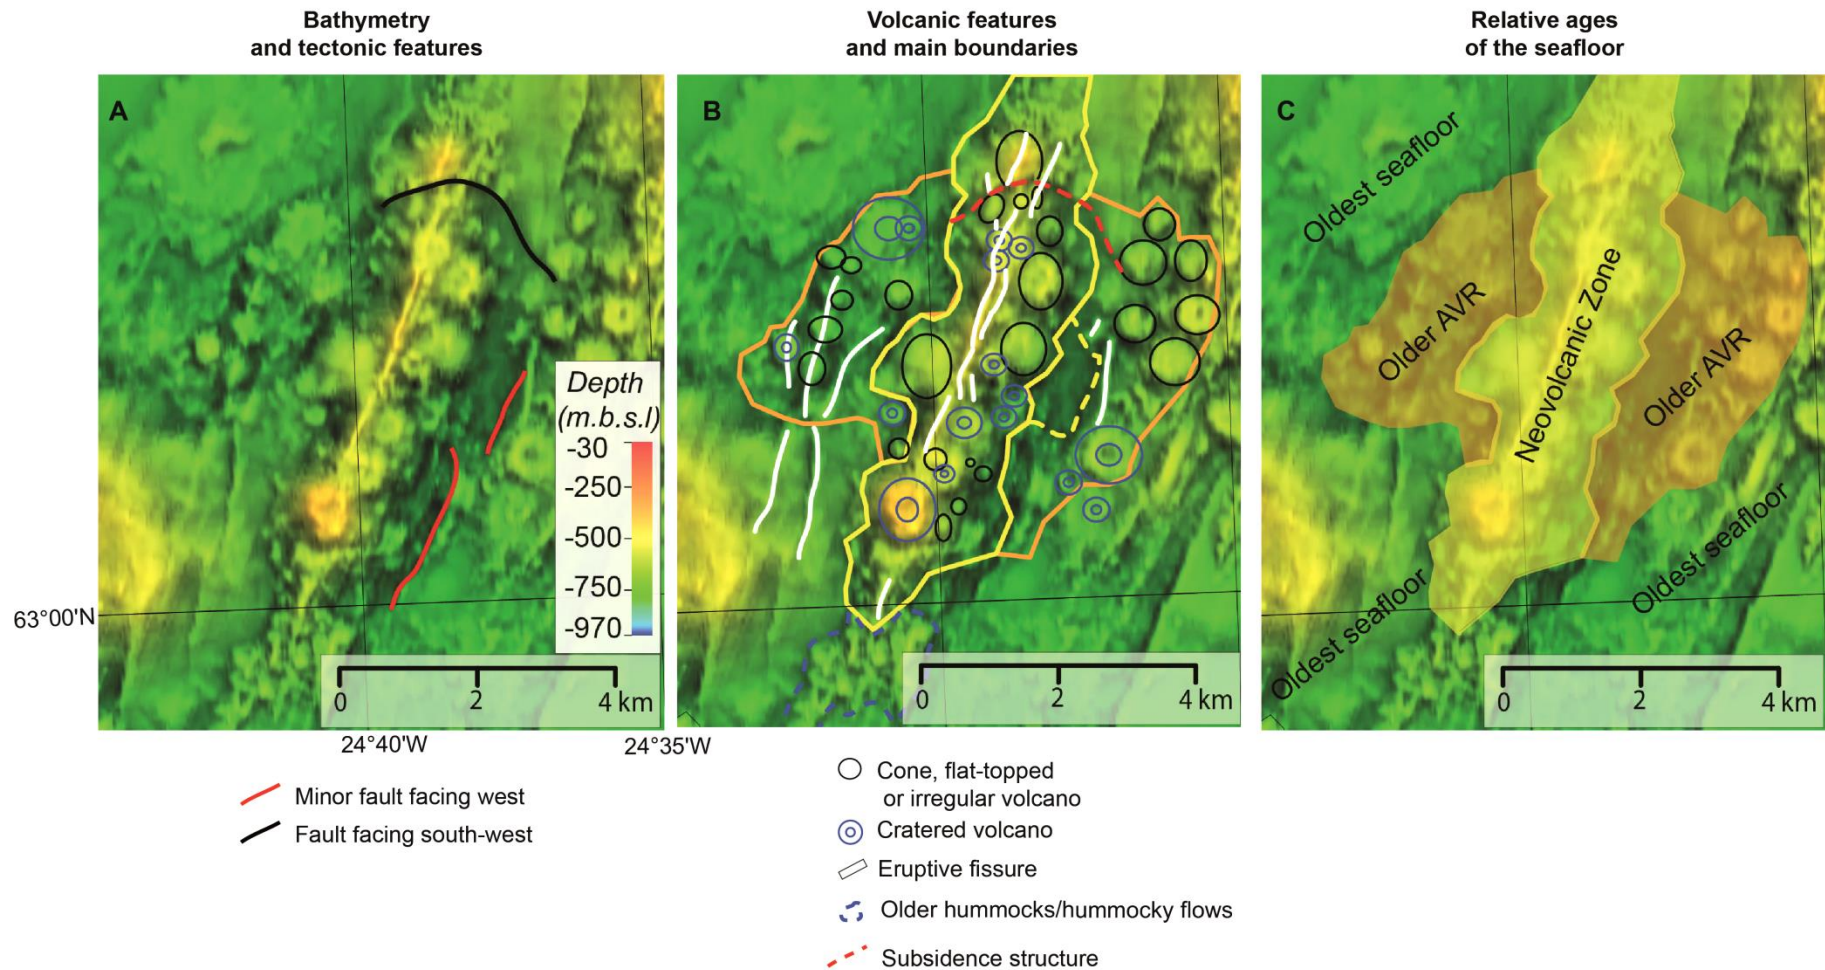 Bathymetry
and tectonic features
Volcanic features
and main boundaries
Relative ages
of the seafloor
A
Depth
(m.b.s.l)
-30
-250
-500
-750
-970
0 2 4 km
63°00'N
24°40'W
24°35'W
Minor fault facing west
Fault facing south-west
B
0 2 4 km
Cone, flat-topped
or irregular volcano
Cratered volcano
Eruptive fissure
Older hummocks/hummocky flows
Subsidence structure
C
Oldest seafloor
Older AVR
Neovolcanic Zone
Older AVR
Oldest seafloor
Oldest seafloor
0 2 4 km